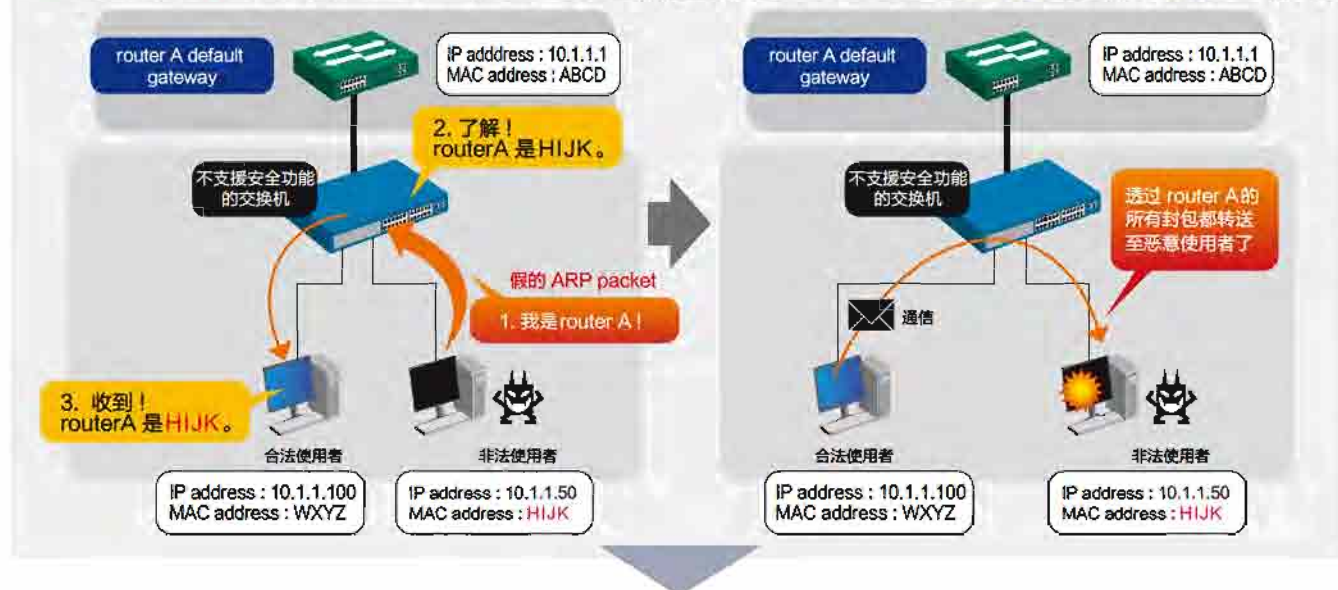 router A default
gateway
IP adddress : 10.1.1.1
MAC address : ABCD
2. 了解！
routerA 是HIJK。
不支援安全功能
的交换机
假的 ARP packet
1. 我是router A！
3. 收到！
routerA 是HIJK。
合法使用者
非法使用者
IP address : 10.1.1.100
MAC address : WXYZ
IP address : 10.1.1.50
MAC address : HIJK
router A default
gateway
IP adddress : 10.1.1.1
MAC address : ABCD
不支援安全功能
的交换机
透过 router A的
所有封包都转送
至恶意使用者了
通信
合法使用者
非法使用者
IP address : 10.1.1.100
MAC address : WXYZ
IP address : 10.1.1.50
MAC address : HIJK